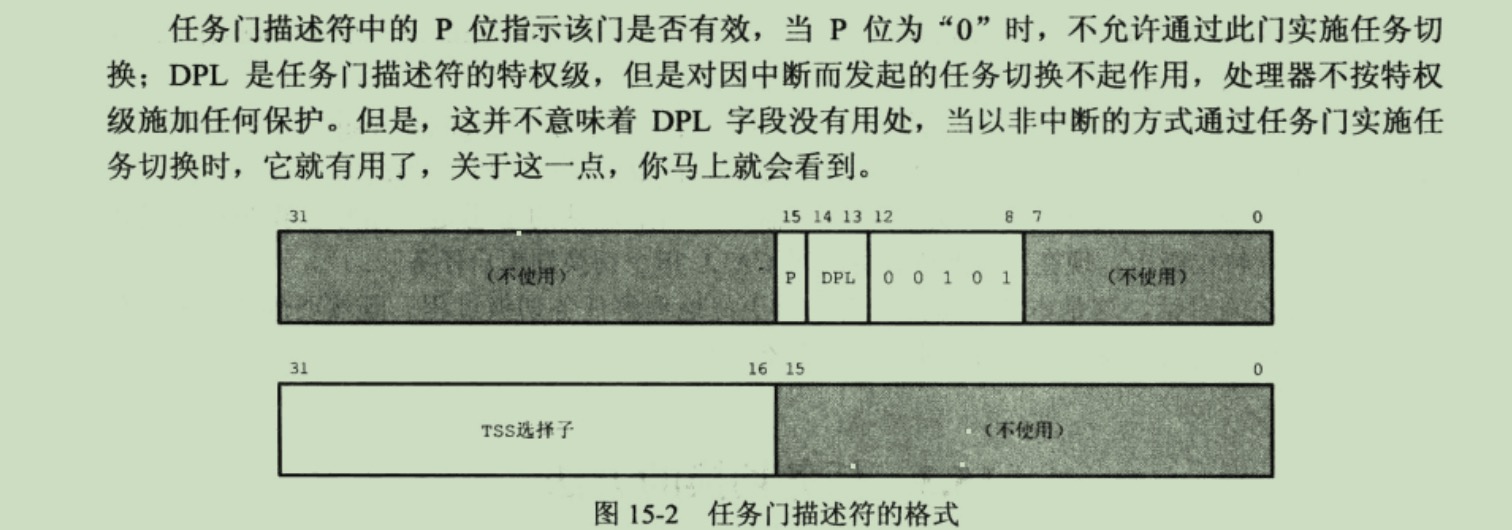 任务门描述符中的 P 位指示该门是否有效，当 P 位为“0”时，不允许通过此门实施任务切
换；DPL 是任务门描述符的特权级，但是对因中断而发起的任务切换不起作用，处理器不按特权
级施加任何保护。但是，这并不意味着 DPL 字段没有用处，当以非中断的方式通过任务门实施任
务切换时，它就有用了，关于这一点，你马上就会看到。
31 15 14 13 12 8 7 0
（不使用） P DPL 0 0 1 0 1 （不使用）
31 16 15 0
TSS选择子 （不使用）
图 15-2 任务门描述符的格式